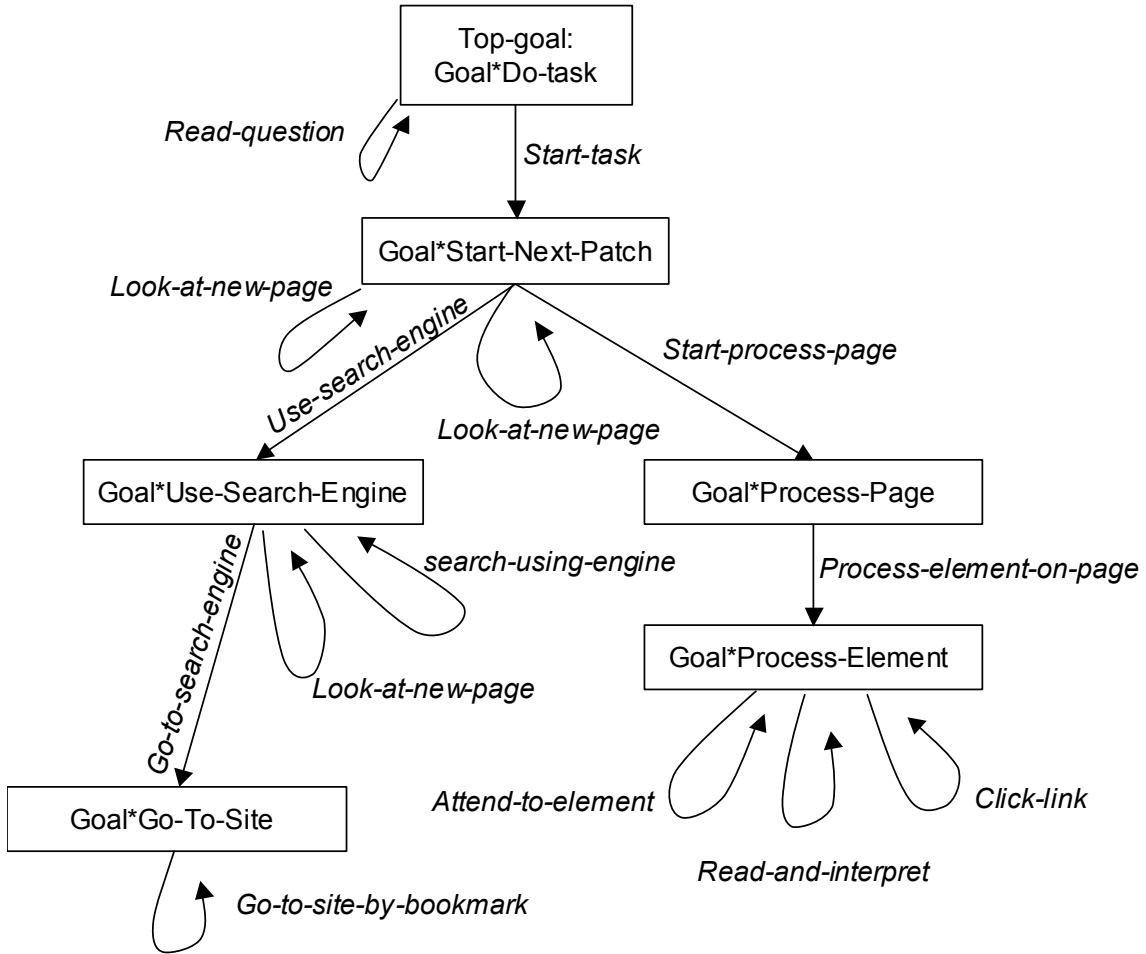 Top-goal:
Goal*Do-task
Read-question
Start-task
Goal*Start-Next-Patch
Look-at-new-page
Use-search-engine
Start-process-page
Look-at-new-page
Goal*Use-Search-Engine
Goal*Process-Page
search-using-engine
Process-element-on-page
Go-to-search-engine
Goal*Process-Element
Look-at-new-page
Attend-to-element
Click-link
Goal*Go-To-Site
Read-and-interpret
Go-to-site-by-bookmark